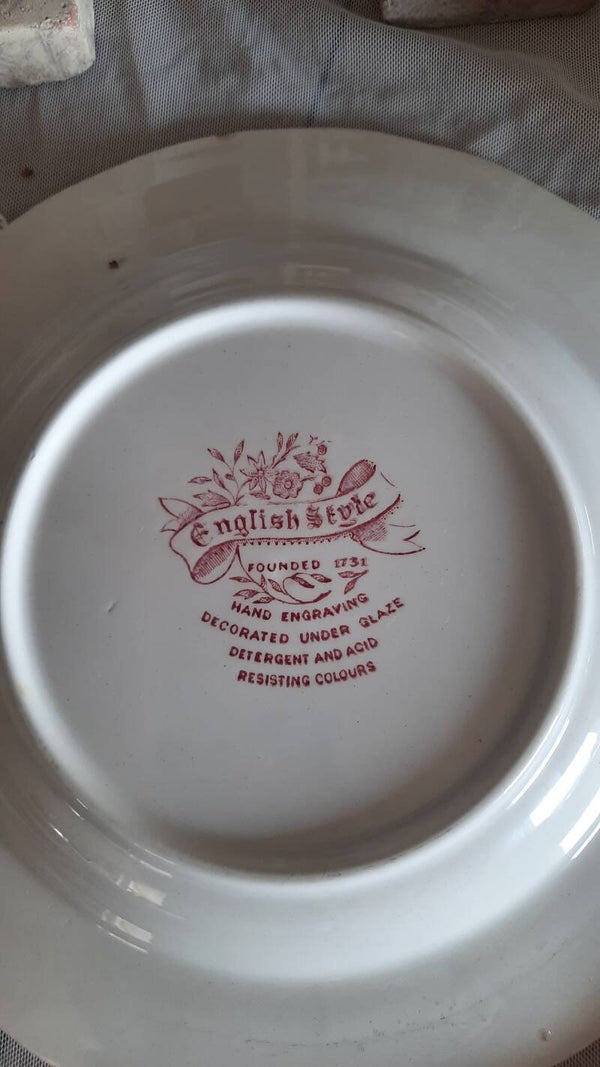 English Style
FOUNDED 1731
HAND ENGRAVING
DECORATED UNDER GLAZE
DETERGENT AND ACID
RESISTING COLOURS